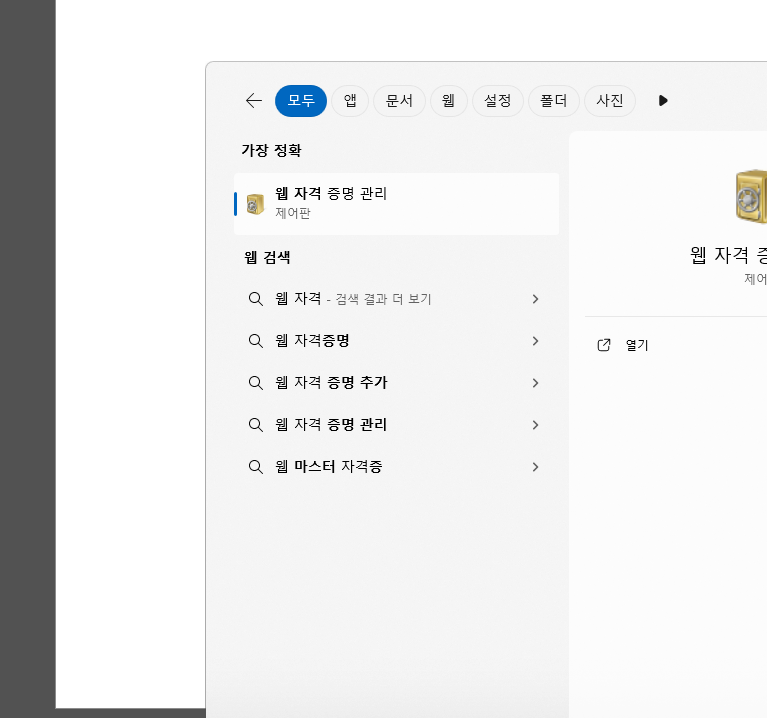 모두 앱 문서 웹 설정 폴더 사진
가장 정확
웹 자격 증명 관리
제어판
웹 검색
웹 자격 - 검색 결과 더 보기
웹 자격증명
웹 자격 증명 추가
웹 자격 증명 관리
웹 마스터 자격증
웹 자격
열기